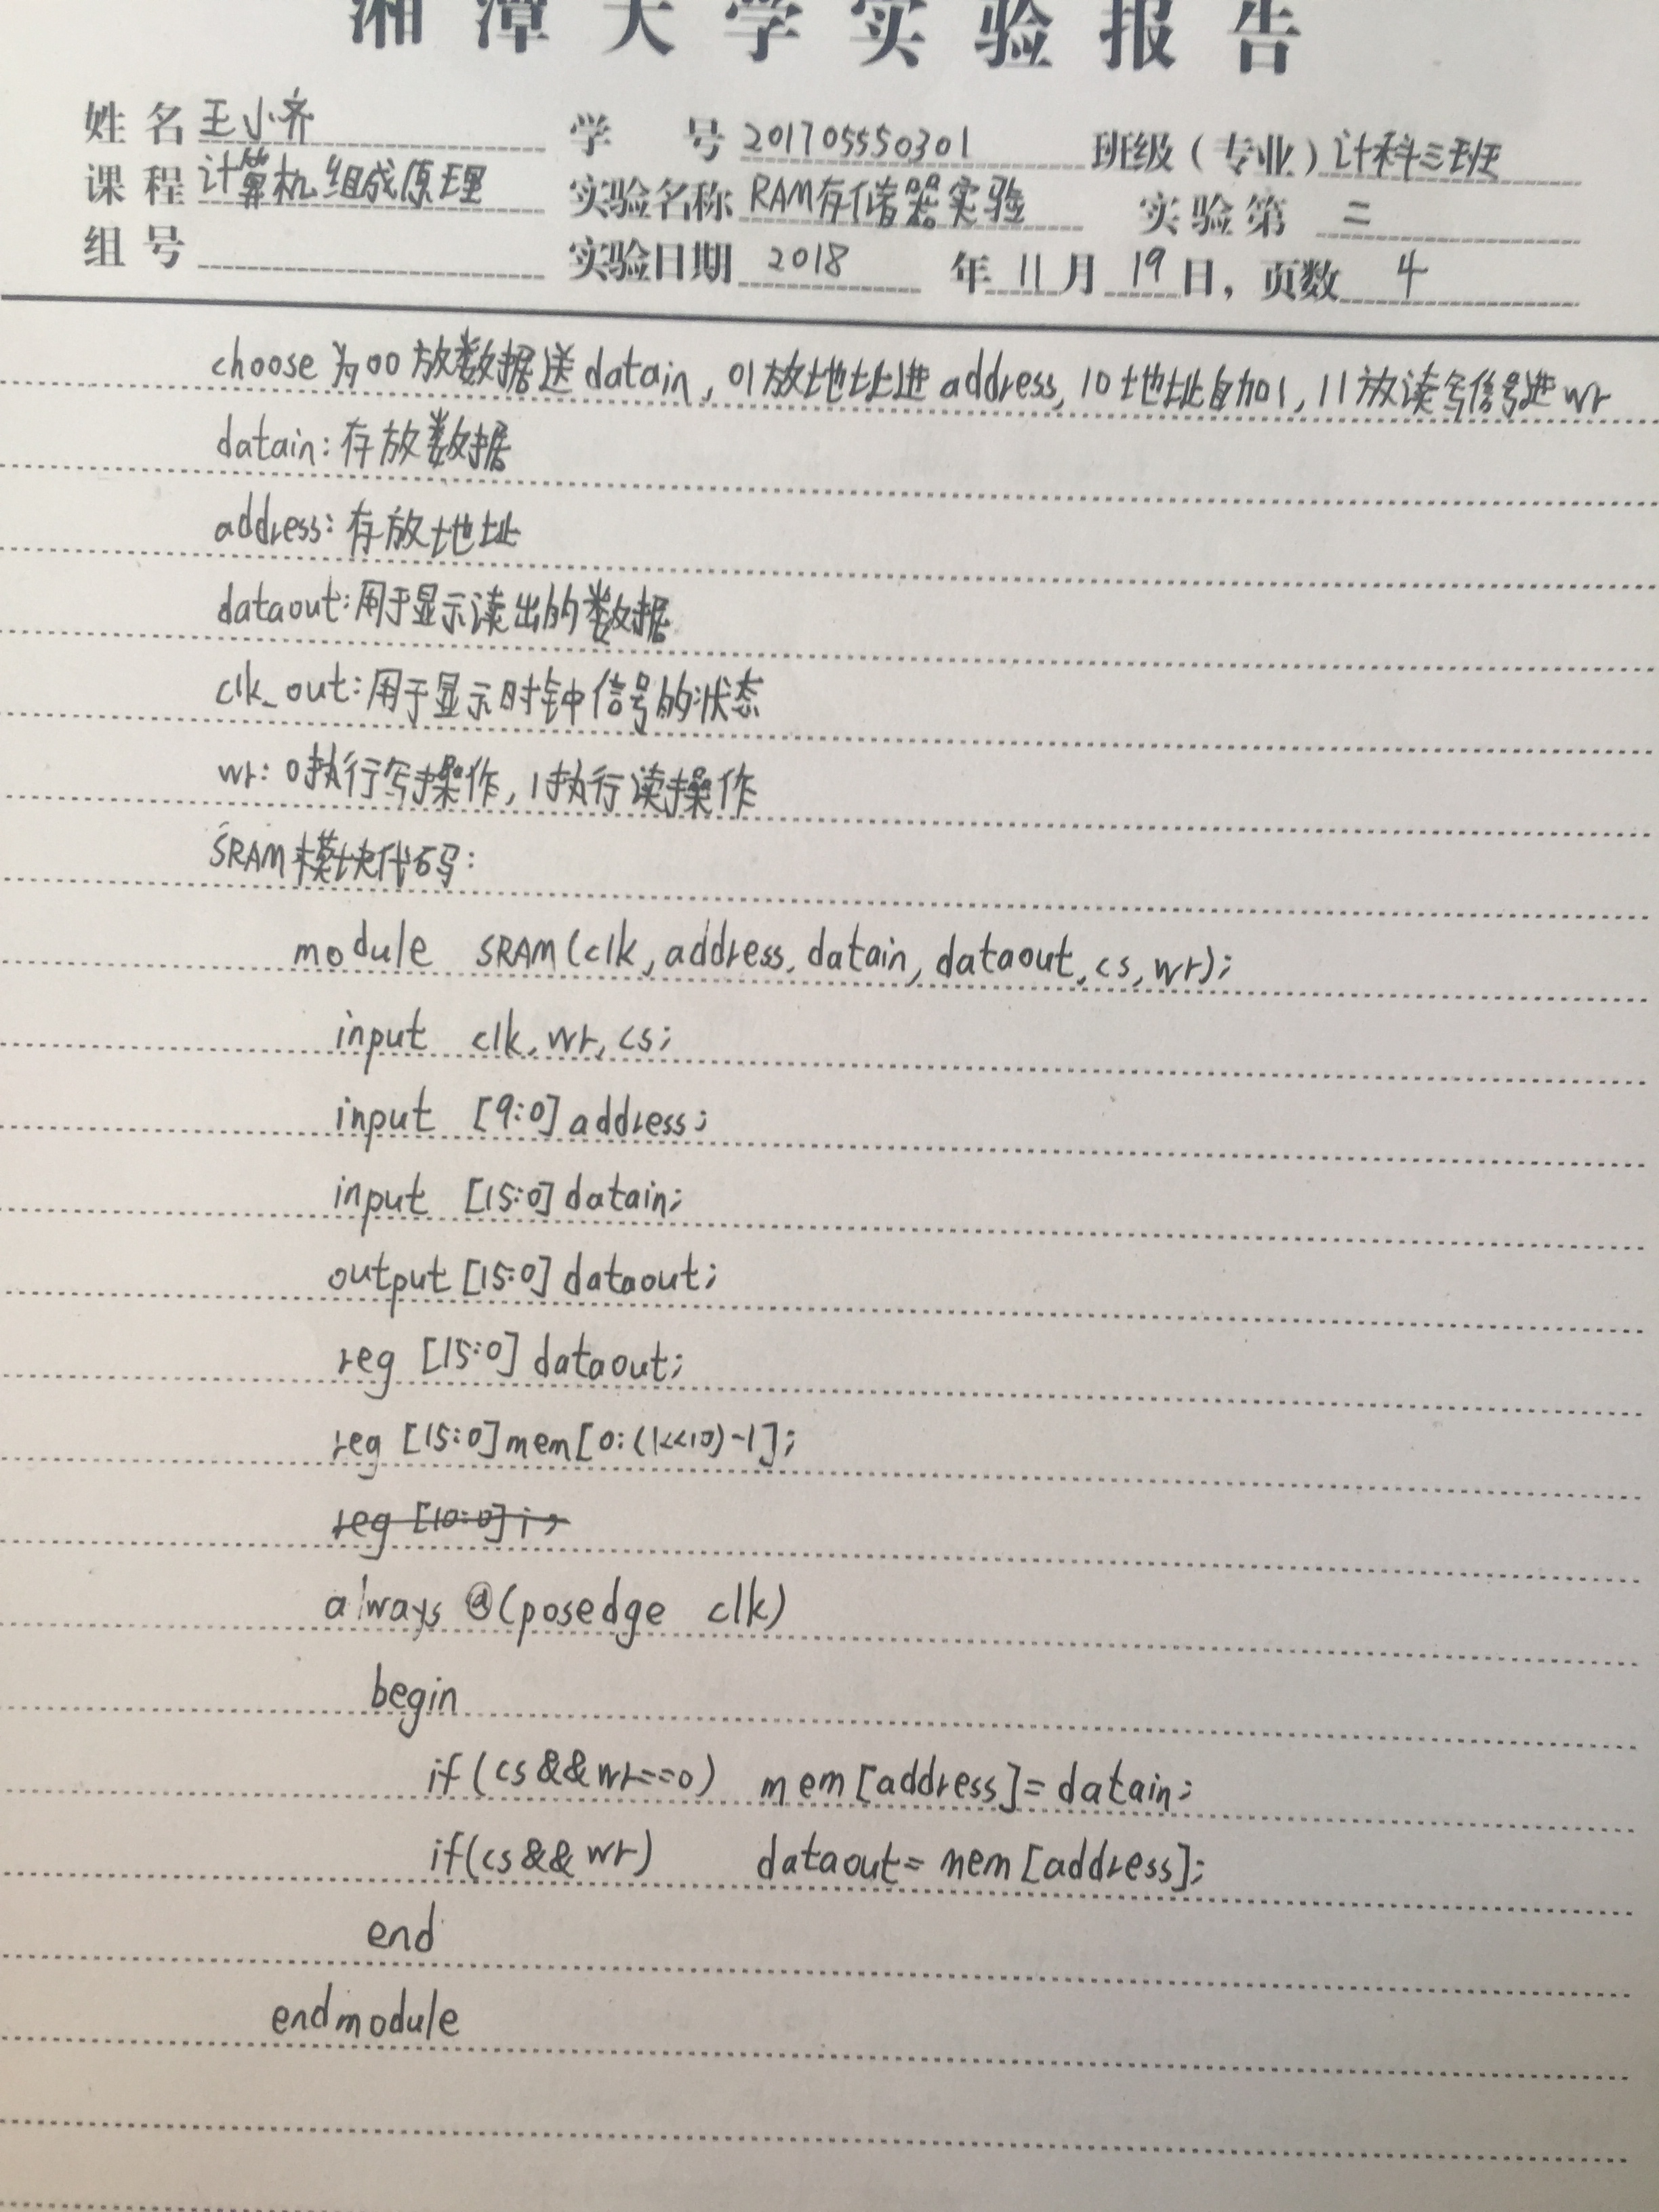 湘潭大学实验报告
姓名 王小齐 学号 201705550301 班级（专业）计科三班
课程 计算机组成原理 实验名称 RAM存储器实验 实验第 二
组号 实验日期 2018 年 11 月 19 日，页数 4
choose为00放数据送datain,01放地址进address,10地址自加1,11放读写信号进wr
datain:存放数据
address:存放地址
dataout:用于显示读出的数据
clk_out:用于显示时钟信号的状态
wr:0执行写操作,1执行读操作
SRAM模块代码:
module SRAM(clk,address,datain,dataout,cs,wr);
input clk,wr,cs;
input [9:0]address;
input [15:0]datain;
output[15:0]dataout;
reg [15:0]dataout;
reg [15:0]mem[0:(1<<10)-1];
reg [10:0]i;
always @(posedge clk)
begin
if(cs&&wr==0) mem[address]=datain;
if(cs&&wr) dataout=mem[address];
end
endmodule